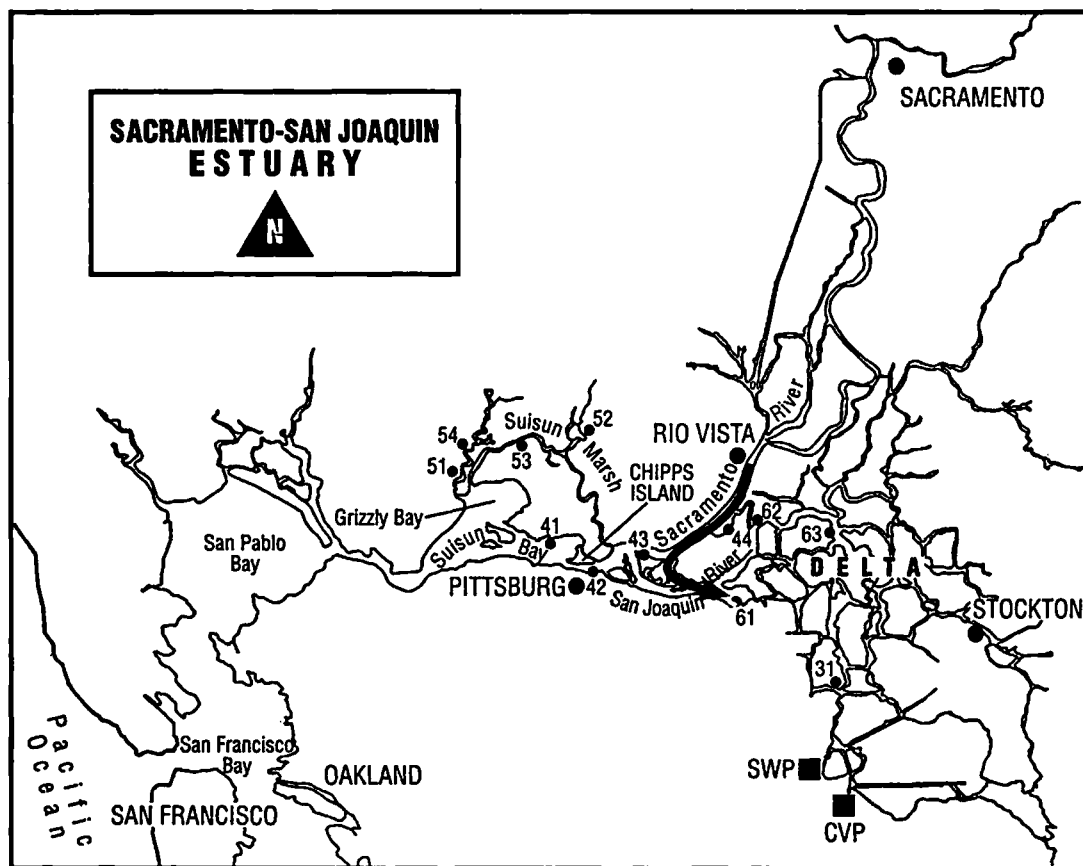 SACRAMENTO-SAN JOAQUIN
ESTUARY
N
SACRAMENTO
Suisun
Marsh
52
54
53
51
RIO VISTA
River
Sacramento
CHIPPS
ISLAND
Grizzly Bay
Suisun
Bay
41
43
44
62
63
River
DELTA
San Pablo
Bay
PITTSBURG
42
San Joaquin
61
STOCKTON
31
Pacific
Ocean
San Francisco
Bay
OAKLAND
SAN FRANCISCO
SWP
CVP